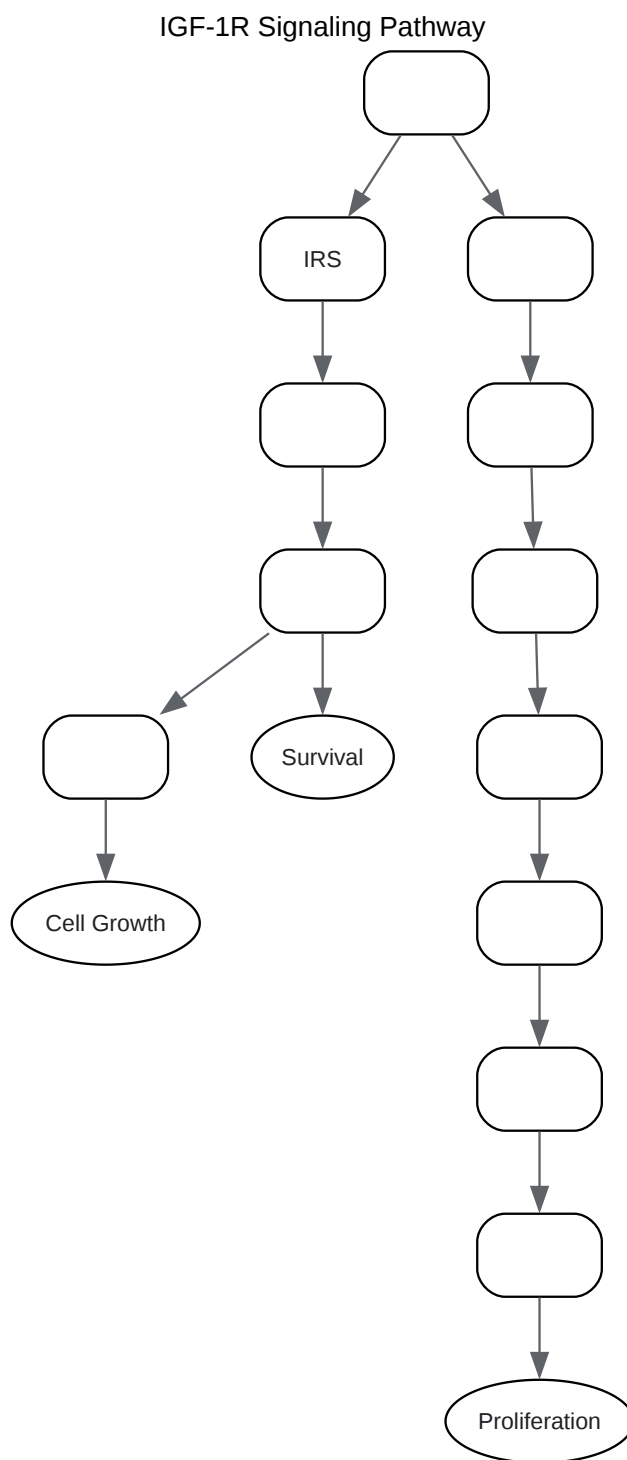 IGF-1R Signaling Pathway
IRS
Survival
Cell Growth
Proliferation